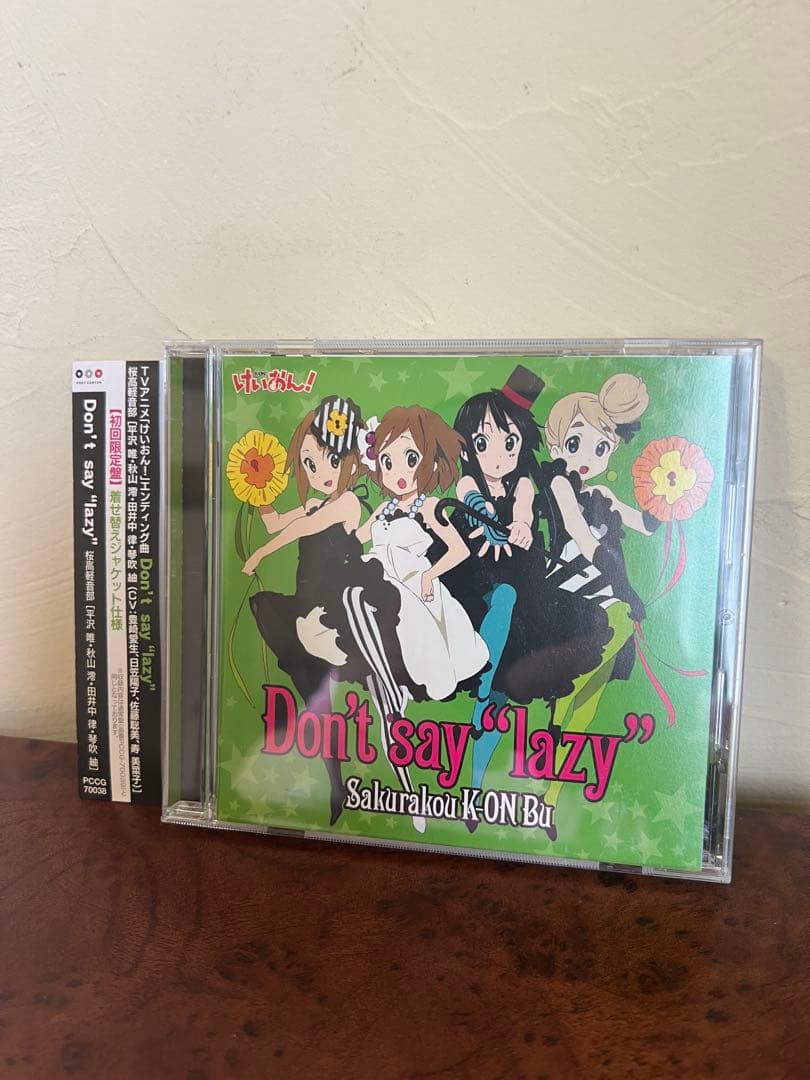 PONY CANYON
Don't say "lazy"
桜高軽音部 [平沢 唯・秋山 澪・田井中 律・琴吹 紬]
PCCG
70038
【初回限定盤】着せ替えジャケット仕様
TVアニメ「けいおん！」エンディング曲 Don't say "lazy"
桜高軽音部 [平沢 唯・秋山 澪・田井中 律・琴吹 紬 (CV：豊崎愛生、日笠陽子、佐藤聡美、寿 美菜子)]
けいおん!
Don't say “lazy”
Sakurakou K-ON Bu